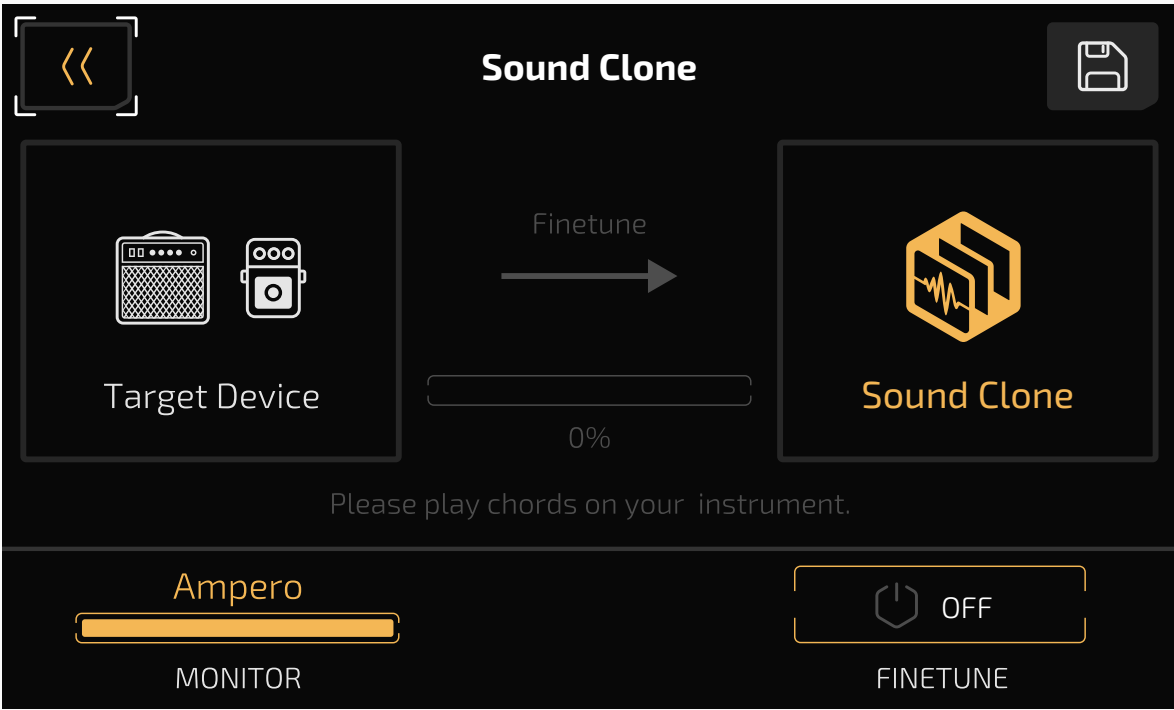 Sound Clone
Finetune
Target Device
Sound Clone
0%
Please play chords on your instrument.
Ampero
OFF
MONITOR
FINETUNE